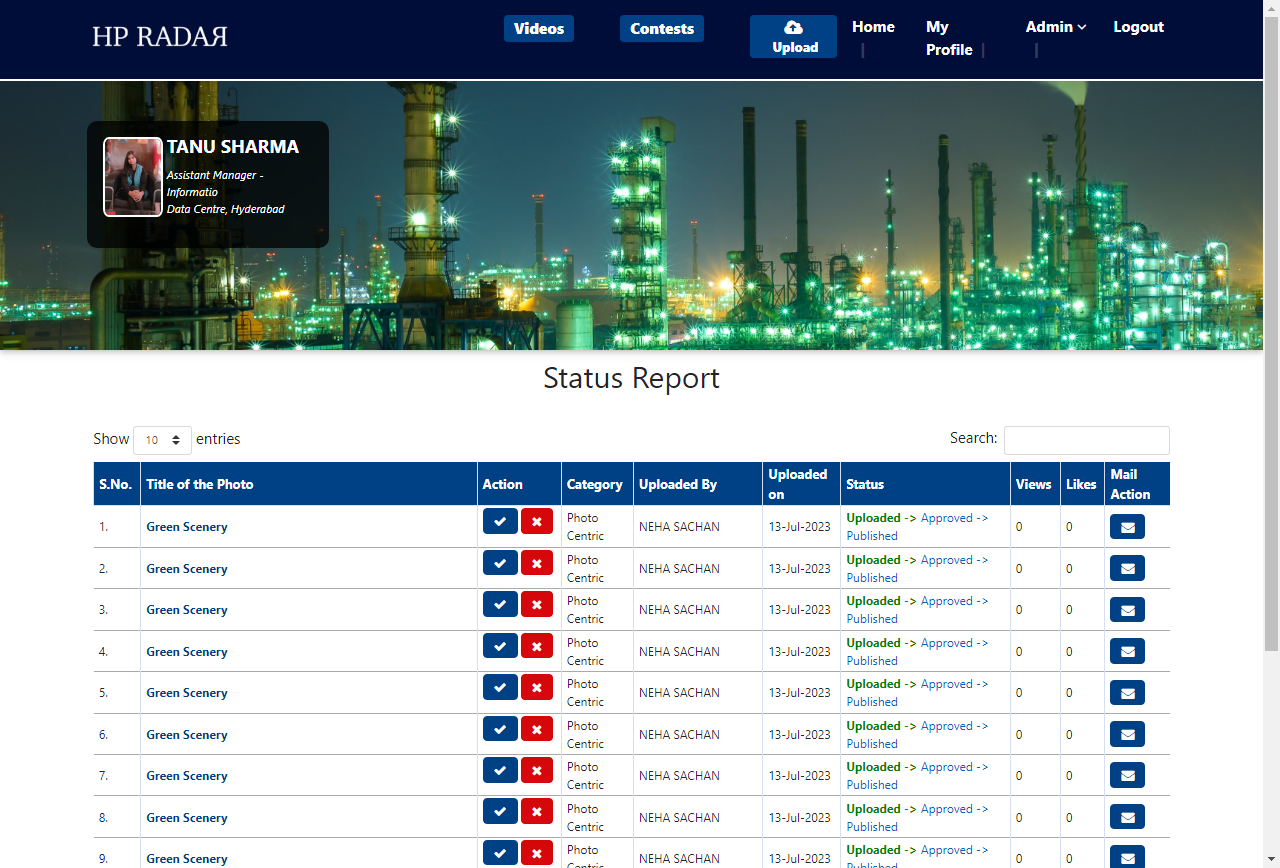 HP RADAЯ
Videos
Contests
Upload
Home
|
My
Profile |
Admin
|
Logout
TANU SHARMA
Assistant Manager -
Informatio
Data Centre, Hyderabad
Status Report
Show 10 entries
Search:
S.No. Title of the Photo Action Category Uploaded By Uploaded on Status Views Likes Mail Action
1. Green Scenery Photo Centric NEHA SACHAN 13-Jul-2023 Uploaded -> Approved -> Published 0 0
2. Green Scenery Photo Centric NEHA SACHAN 13-Jul-2023 Uploaded -> Approved -> Published 0 0
3. Green Scenery Photo Centric NEHA SACHAN 13-Jul-2023 Uploaded -> Approved -> Published 0 0
4. Green Scenery Photo Centric NEHA SACHAN 13-Jul-2023 Uploaded -> Approved -> Published 0 0
5. Green Scenery Photo Centric NEHA SACHAN 13-Jul-2023 Uploaded -> Approved -> Published 0 0
6. Green Scenery Photo Centric NEHA SACHAN 13-Jul-2023 Uploaded -> Approved -> Published 0 0
7. Green Scenery Photo Centric NEHA SACHAN 13-Jul-2023 Uploaded -> Approved -> Published 0 0
8. Green Scenery Photo Centric NEHA SACHAN 13-Jul-2023 Uploaded -> Approved -> Published 0 0
9. Green Scenery Photo Centric NEHA SACHAN 13-Jul-2023 Uploaded -> Approved -> Published 0 0